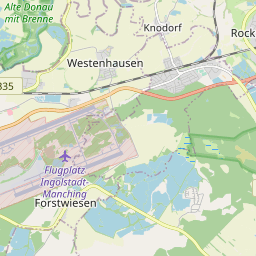 Alte Donau
mit Brenne
Knodorf
Rock
Westenhausen
335
Flugplatz
Ingolstadt-
Manching
Forstwiesen